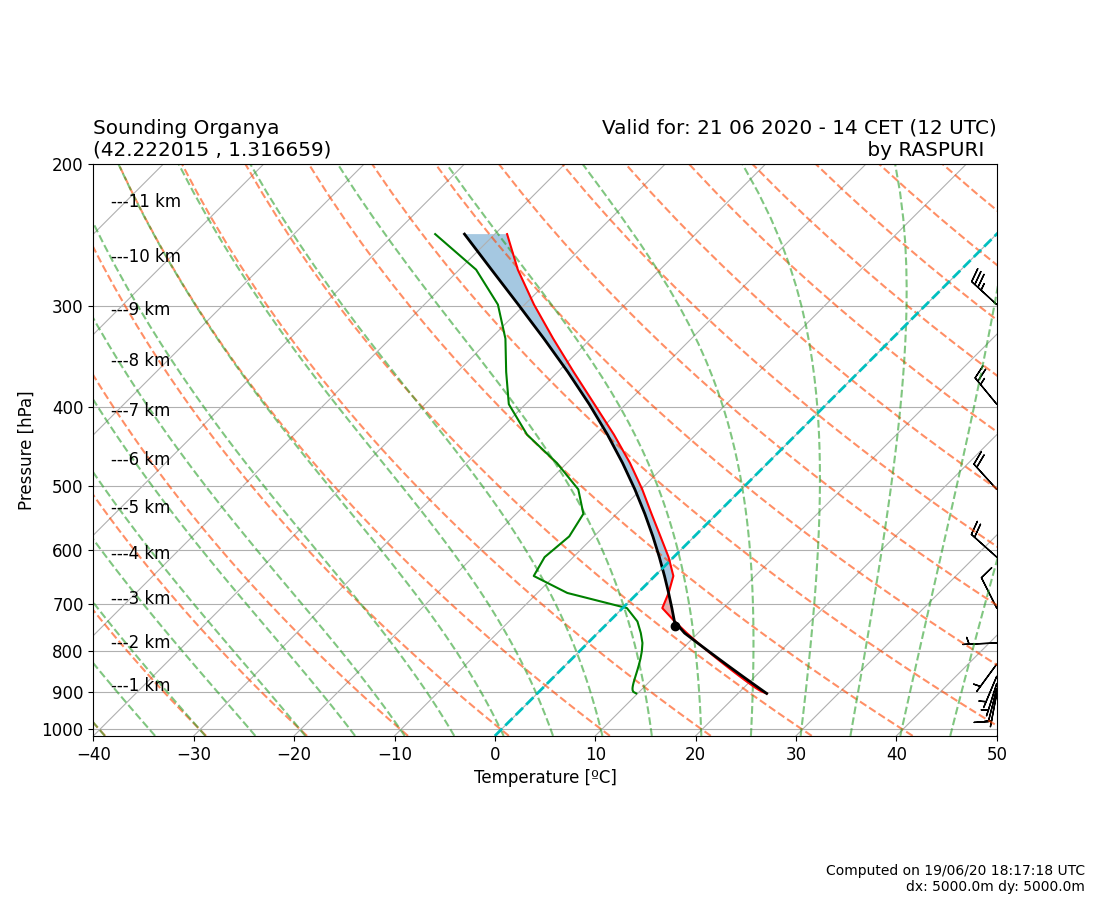 Sounding Organya
(42.222015 , 1.316659)
Valid for: 21 06 2020 - 14 CET (12 UTC)
by RASPURI
200
300
400
500
600
700
800
900
1000
Pressure [hPa]
---11 km
---10 km
---9 km
---8 km
---7 km
---6 km
---5 km
---4 km
---3 km
---2 km
---1 km
−40 −30 −20 −10 0 10 20 30 40 50
Temperature [ºC]
Computed on 19/06/20 18:17:18 UTC
dx: 5000.0m dy: 5000.0m